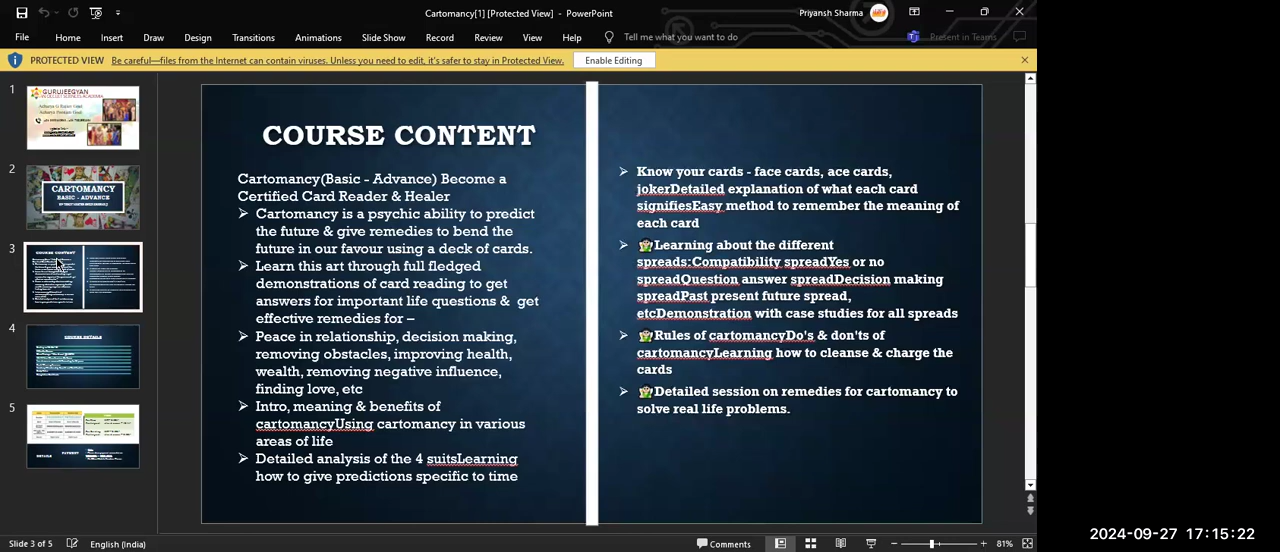 Cartomancy[1] [Protected View] - PowerPoint
Priyansh Sharma
File Home Insert Draw Design Transitions Animations Slide Show Record Review View Help Tell me what you want to do Present in Teams
PROTECTED VIEW Be careful—files from the Internet can contain viruses. Unless you need to edit, it's safer to stay in Protected View. Enable Editing
1
GURUJEEGYAN
2
CARTOMANCY
BASIC - ADVANCE
3
COURSE CONTENT
4
COURSE DETAILS
5
DETAILS PAYMENT
COURSE CONTENT
Cartomancy(Basic - Advance) Become a
Certified Card Reader & Healer
Cartomancy is a psychic ability to predict
the future & give remedies to bend the
future in our favour using a deck of cards.
Learn this art through full fledged
demonstrations of card reading to get
answers for important life questions & get
effective remedies for –
Peace in relationship, decision making,
removing obstacles, improving health,
wealth, removing negative influence,
finding love, etc
Intro, meaning & benefits of
cartomancyUsing cartomancy in various
areas of life
Detailed analysis of the 4 suitsLearning
how to give predictions specific to time
Know your cards - face cards, ace cards,
jokerDetailed explanation of what each card
signifiesEasy method to remember the meaning of
each card
Learning about the different
spreads:Compatibility spreadYes or no
spreadQuestion answer spreadDecision making
spreadPast present future spread,
etcDemonstration with case studies for all spreads
Rules of cartomancyDo's & don'ts of
cartomancyLearning how to cleanse & charge the
cards
Detailed session on remedies for cartomancy to
solve real life problems.
Slide 3 of 5 English (India) Comments 81%
2024-09-27 17:15:22